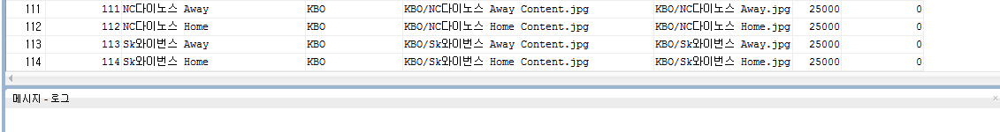 111 111 NC다이노스 Away KBO KBO/NC다이노스 Away Content.jpg KBO/NC다이노스 Away.jpg 25000 0
112 112 NC다이노스 Home KBO KBO/NC다이노스 Home Content.jpg KBO/NC다이노스 Home.jpg 25000 0
113 113 Sk와이번스 Away KBO KBO/Sk와이번스 Away Content.jpg KBO/Sk와이번스 Away.jpg 25000 0
114 114 Sk와이번스 Home KBO KBO/Sk와이번스 Home Content.jpg KBO/Sk와이번스 Home.jpg 25000 0
메시지 - 로그